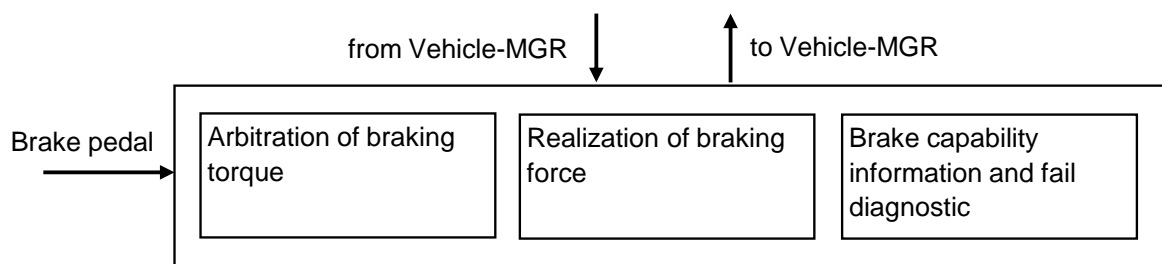 from Vehicle-MGR
to Vehicle-MGR
Brake pedal
Arbitration of braking
torque
Realization of braking
force
Brake capability
information and fail
diagnostic